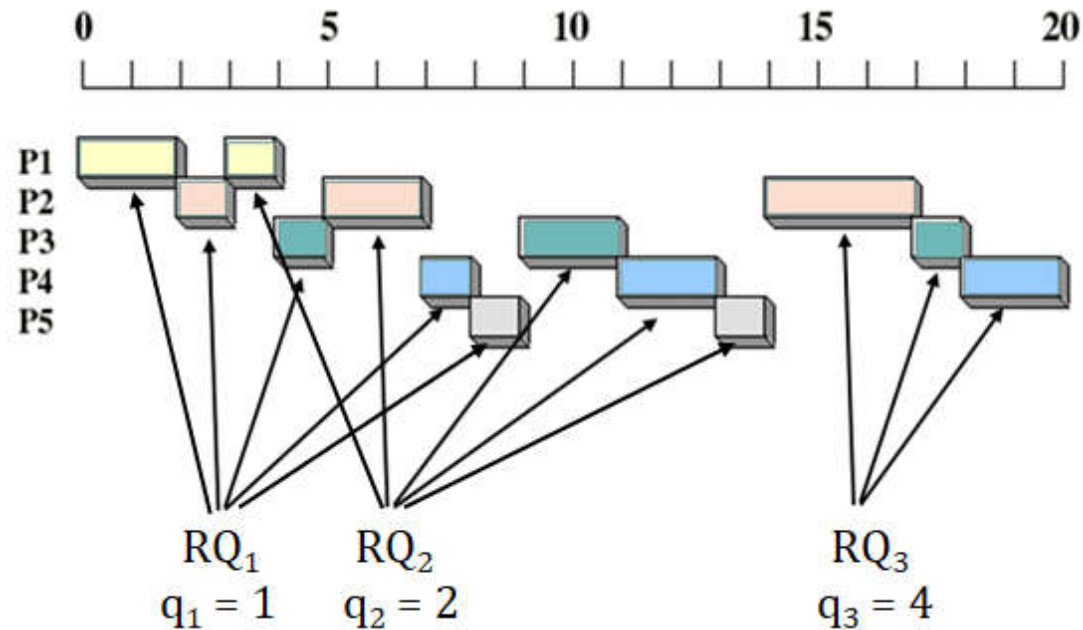 0 5 10 15 20
P1
P2
P3
P4
P5
RQ₁ RQ₂ RQ₃
q₁ = 1 q₂ = 2 q₃ = 4